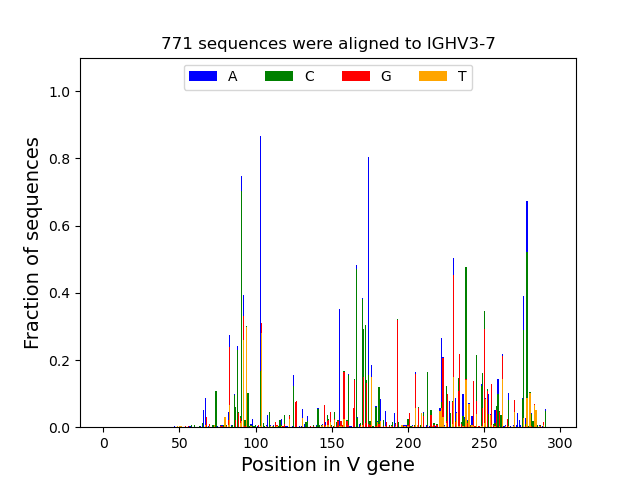 771 sequences were aligned to IGHV3-7
A C G T
1.0
0.8
0.6
0.4
0.2
0.0
0 50 100 150 200 250 300
Fraction of sequences
Position in V gene